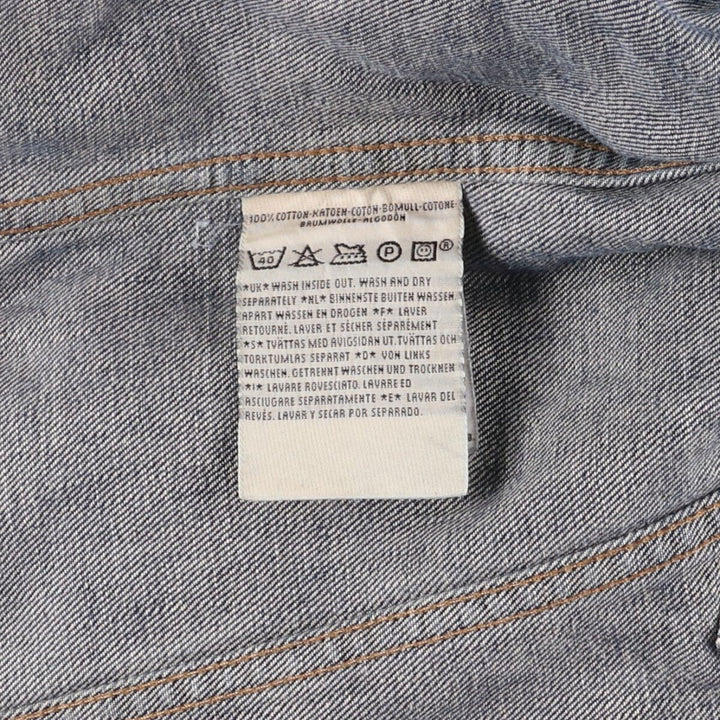 100% COTTON-KATOEN-COTON-BOMULL-COTONE
BAUMWOLLE-ALGODÓN
40 P ®
*UK* WASH INSIDE OUT. WASH AND DRY
SEPARATELY *NL* BINNENSTE BUITEN WASSEN
APART WASSEN EN DROGEN *F* LAVER
RETOURNÉ. LAVER ET SÉCHER SÉPARÉMENT
*S* TVÄTTAS MED AVIGSIDAN UT. TVÄTTAS OCH
TORKTUMLAS SEPARAT *D* VON LINKS
WASCHEN. GETRENNT WASCHEN UND TROCKNEN
*I* LAVARE ROVESCIATO. LAVARE ED
ASCIUGARE SEPARATAMENTE *E* LAVAR DEL
REVÉS. LAVAR Y SECAR POR SEPARADO.